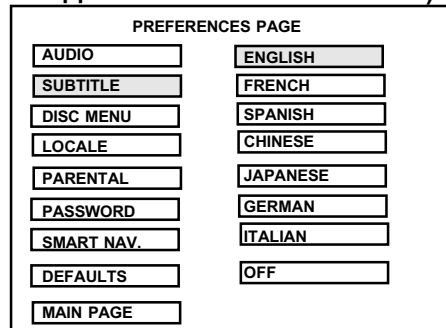 PREFERENCES PAGE
AUDIO
SUBTITLE
DISC MENU
LOCALE
PARENTAL
PASSWORD
SMART NAV.
DEFAULTS
MAIN PAGE
ENGLISH
FRENCH
SPANISH
CHINESE
JAPANESE
GERMAN
ITALIAN
OFF